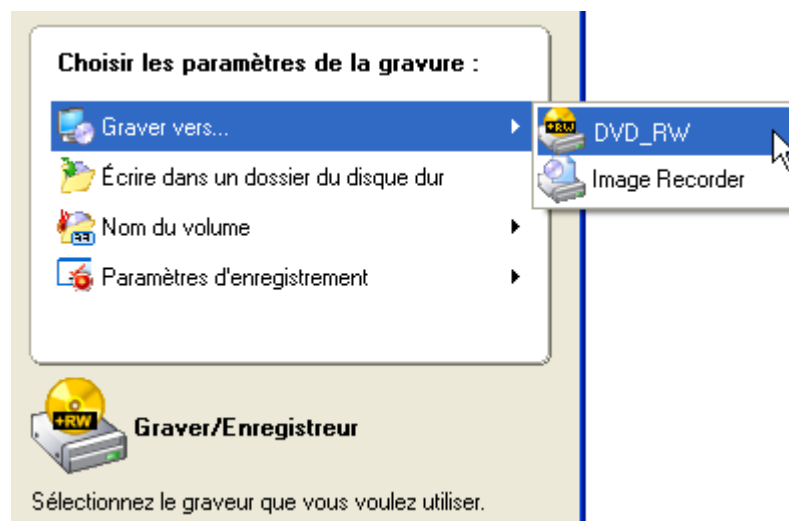 Choisir les paramètres de la gravure :
Graver vers...
DVD_RW
Écrire dans un dossier du disque dur
Image Recorder
Nom du volume
Paramètres d'enregistrement
+RW
Graver/Enregistreur
Sélectionnez le graveur que vous voulez utiliser.